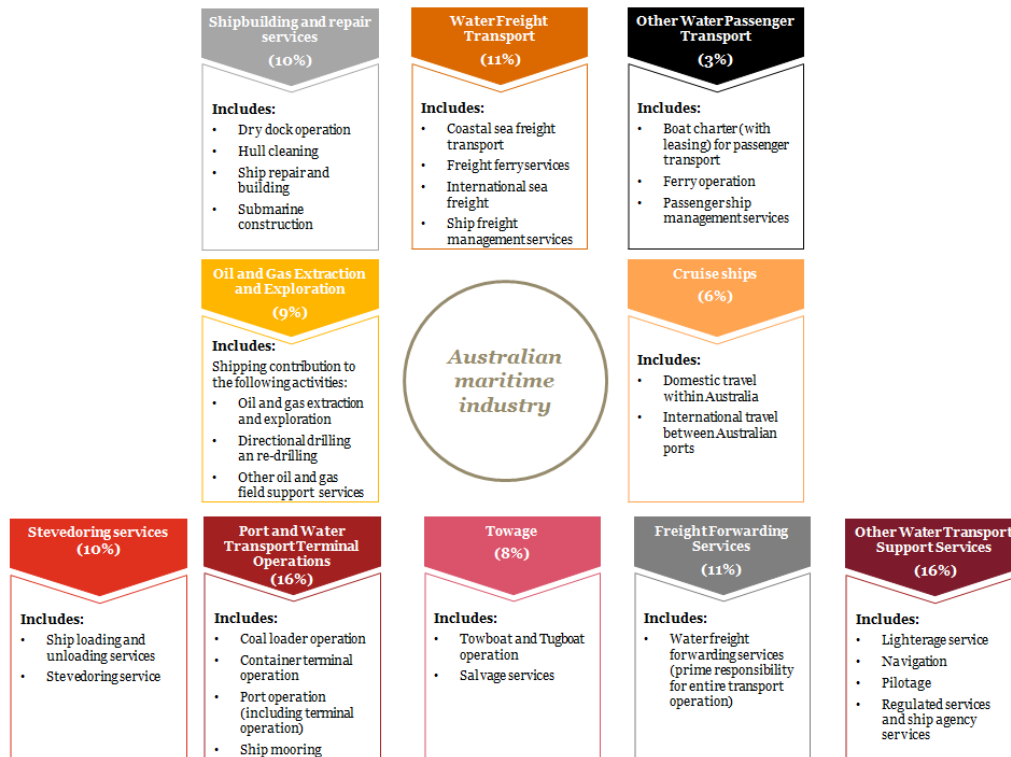 Shipbuilding and repair
services
(10%)
Includes:
• Dry dock operation
• Hull cleaning
• Ship repair and
building
• Submarine
construction
Water Freight
Transport
(11%)
Includes:
• Coastal sea freight
transport
• Freight ferry services
• International sea
freight
• Ship freight
management services
Other Water Passenger
Transport
(3%)
Includes:
• Boat charter (with
leasing) for passenger
transport
• Ferry operation
• Passenger ship
management services
Oil and Gas Extraction
and Exploration
(9%)
Includes:
Shipping contribution to
the following activities:
• Oil and gas extraction
and exploration
• Directional drilling
an re-drilling
• Other oil and gas
field support services
Australian
maritime
industry
Cruise ships
(6%)
Includes:
• Domestic travel
within Australia
• International travel
between Australian
ports
Stevedoring services
(10%)
Includes:
• Ship loading and
unloading services
• Stevedoring service
Port and Water
Transport Terminal
Operations
(16%)
Includes:
• Coal loader operation
• Container terminal
operation
• Port operation
(including terminal
operation)
• Ship mooring
Towage
(8%)
Includes:
• Towboat and Tugboat
operation
• Salvage services
Freight Forwarding
Services
(11%)
Includes:
• Water freight
forwarding services
(prime responsibility
for entire transport
operation)
Other Water Transport
Support Services
(16%)
Includes:
• Lighterage service
• Navigation
• Pilotage
• Regulated services
and ship agency
services